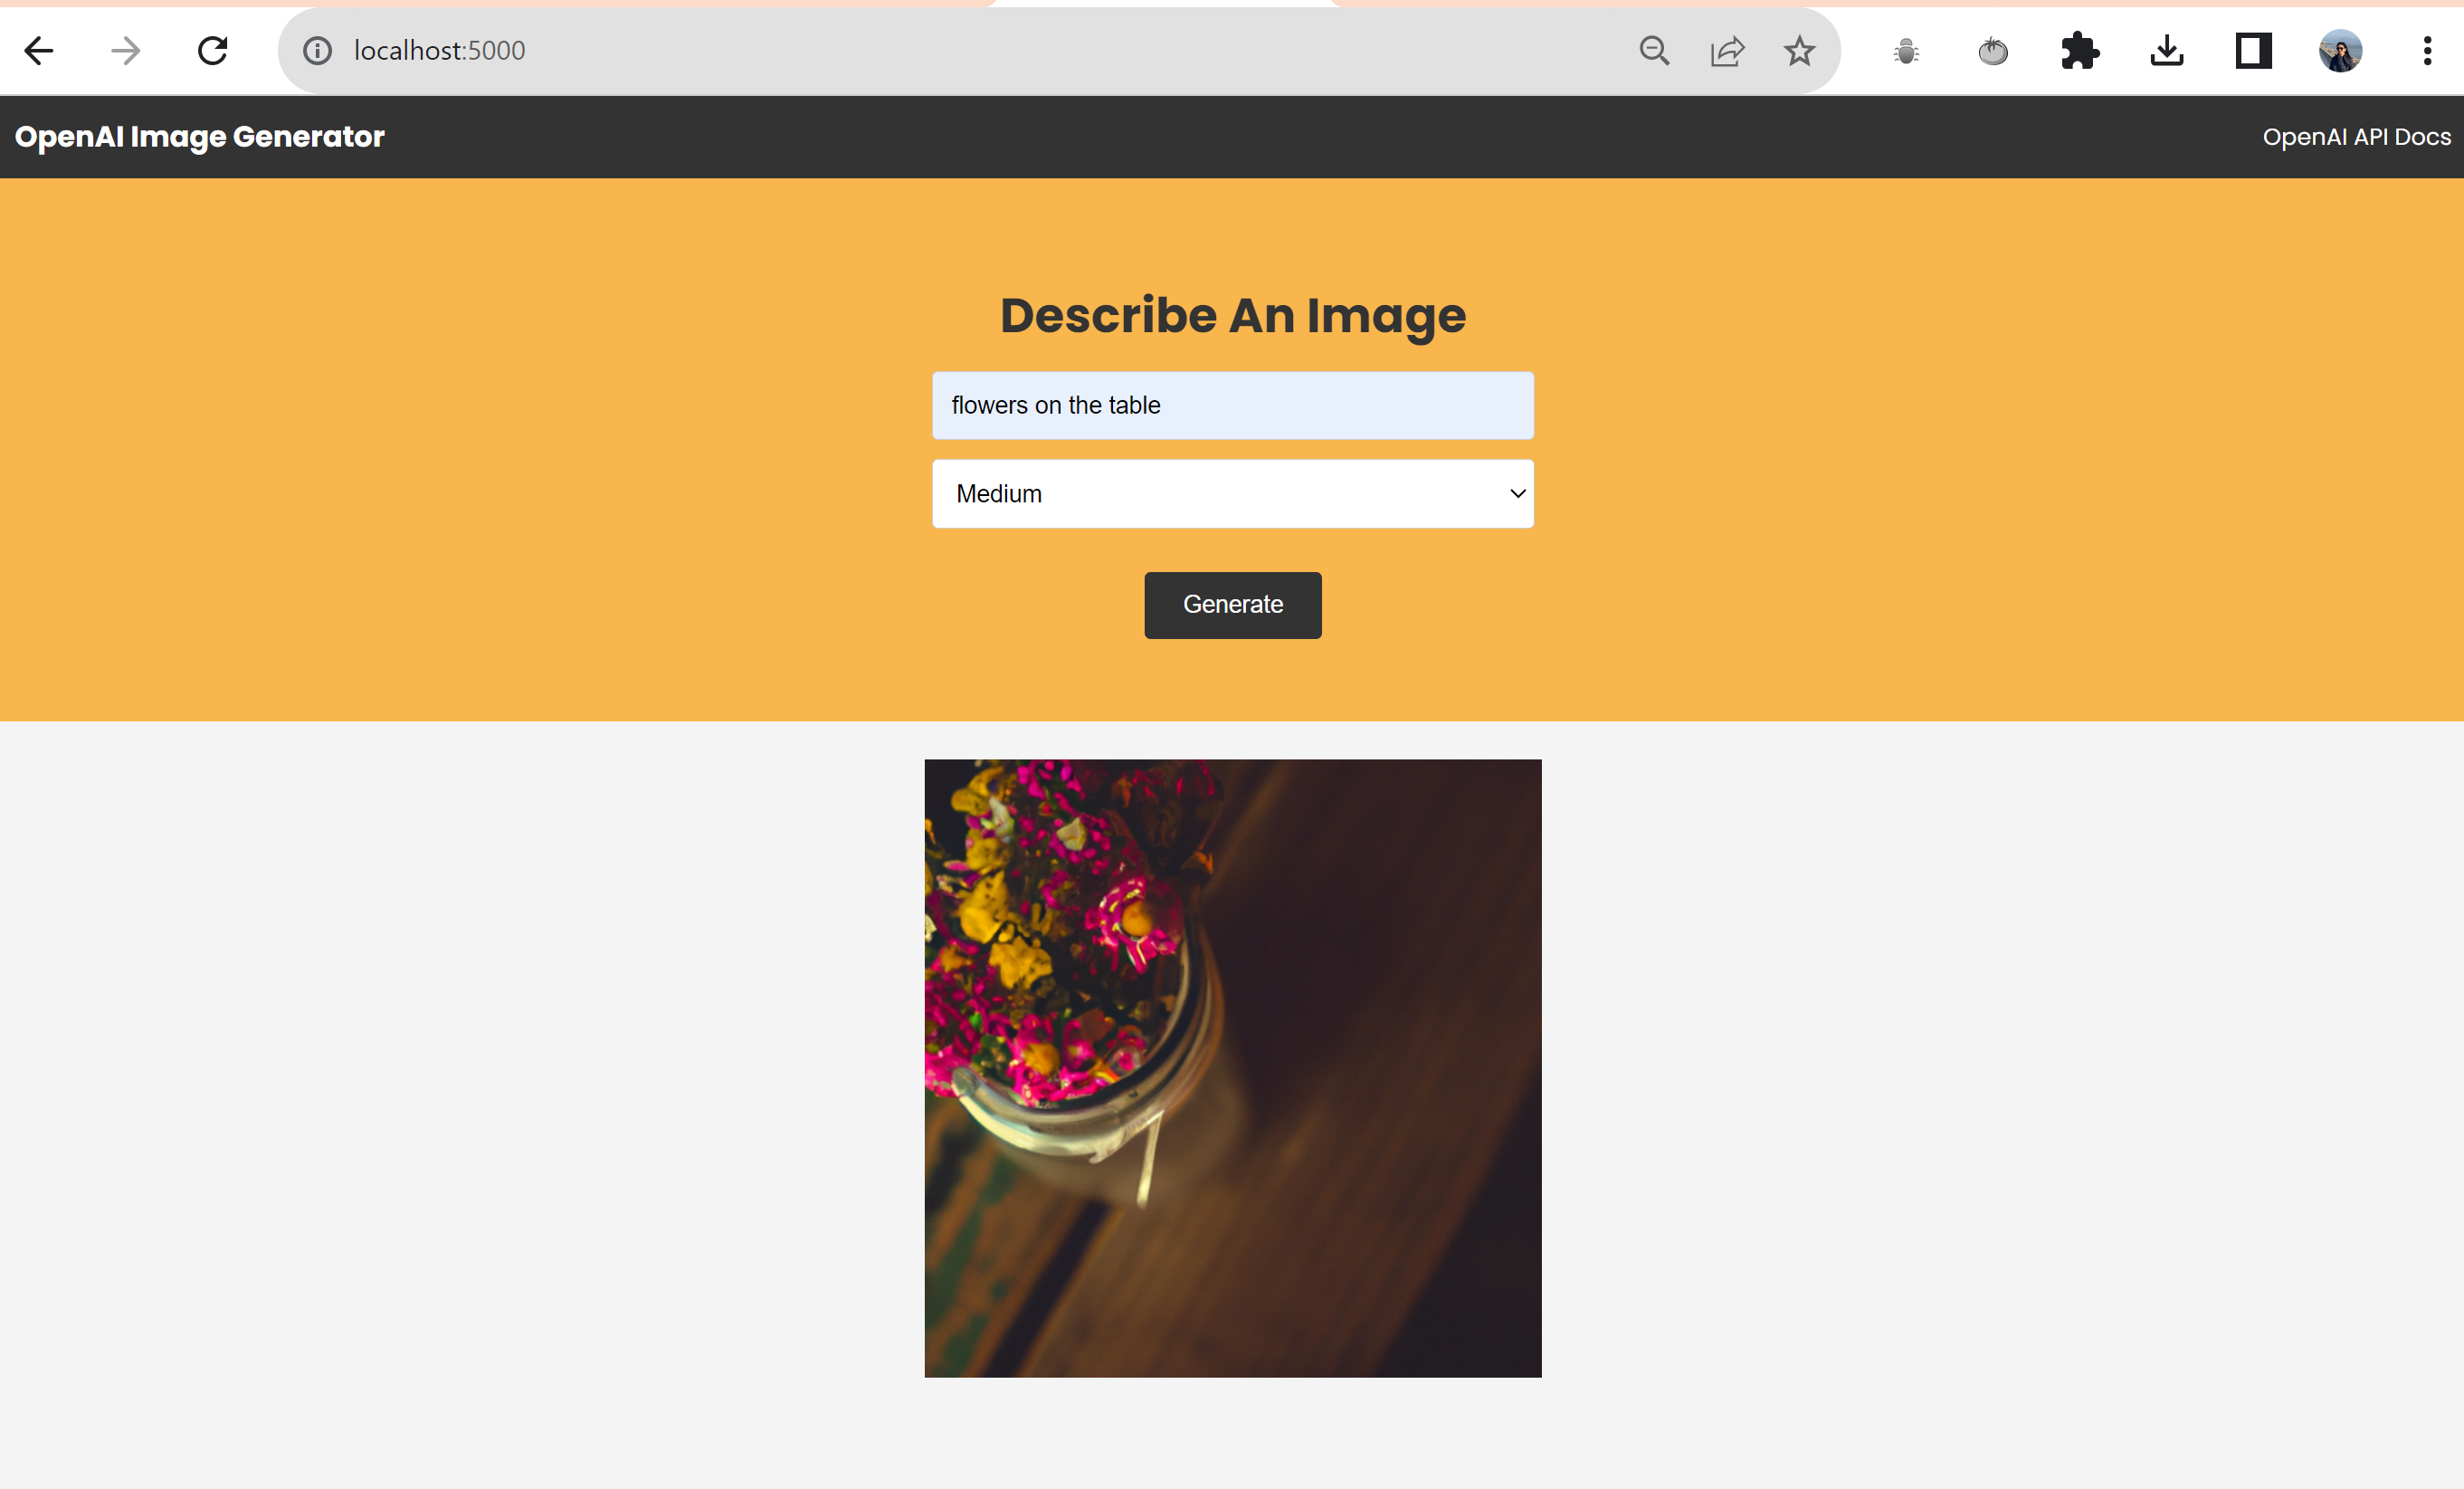 localhost:5000
OpenAI Image Generator
OpenAI API Docs
Describe An Image
flowers on the table
Medium
Generate